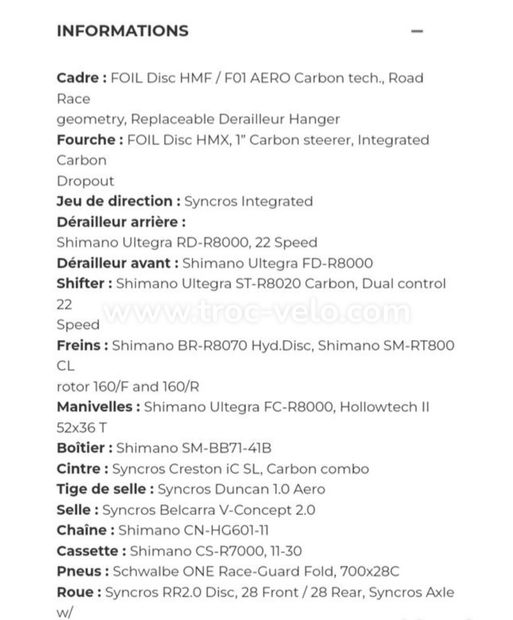 INFORMATIONS
Cadre : FOIL Disc HMF / F01 AERO Carbon tech., Road
Race
geometry, Replaceable Derailleur Hanger
Fourche : FOIL Disc HMX, 1” Carbon steerer, Integrated
Carbon
Dropout
Jeu de direction : Syncros Integrated
Dérailleur arrière :
Shimano Ultegra RD-R8000, 22 Speed
Dérailleur avant : Shimano Ultegra FD-R8000
Shifter : Shimano Ultegra ST-R8020 Carbon, Dual control
22
Speed
www.troc-velo.com
Freins : Shimano BR-R8070 Hyd.Disc, Shimano SM-RT800
CL
rotor 160/F and 160/R
Manivelles : Shimano Ultegra FC-R8000, Hollowtech II
52x36 T
Boîtier : Shimano SM-BB71-41B
Cintre : Syncros Creston iC SL, Carbon combo
Tige de selle : Syncros Duncan 1.0 Aero
Selle : Syncros Belcarra V-Concept 2.0
Chaîne : Shimano CN-HG601-11
Cassette : Shimano CS-R7000, 11-30
Pneus : Schwalbe ONE Race-Guard Fold, 700x28C
Roue : Syncros RR2.0 Disc, 28 Front / 28 Rear, Syncros Axle
w/